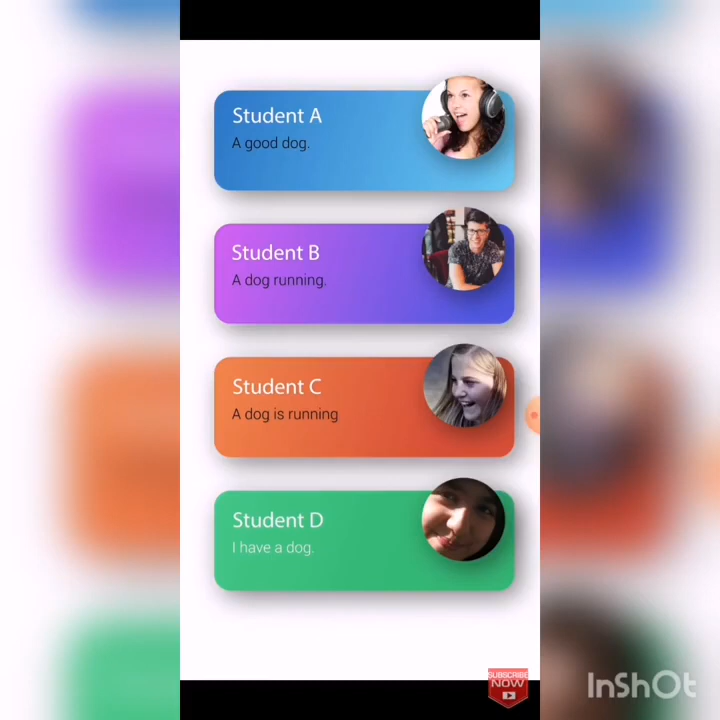 Student A
A good dog.
Student B
A dog running.
Student C
A dog is running
Student D
I have a dog.
SUBSCRIBE
NOW
InShOt